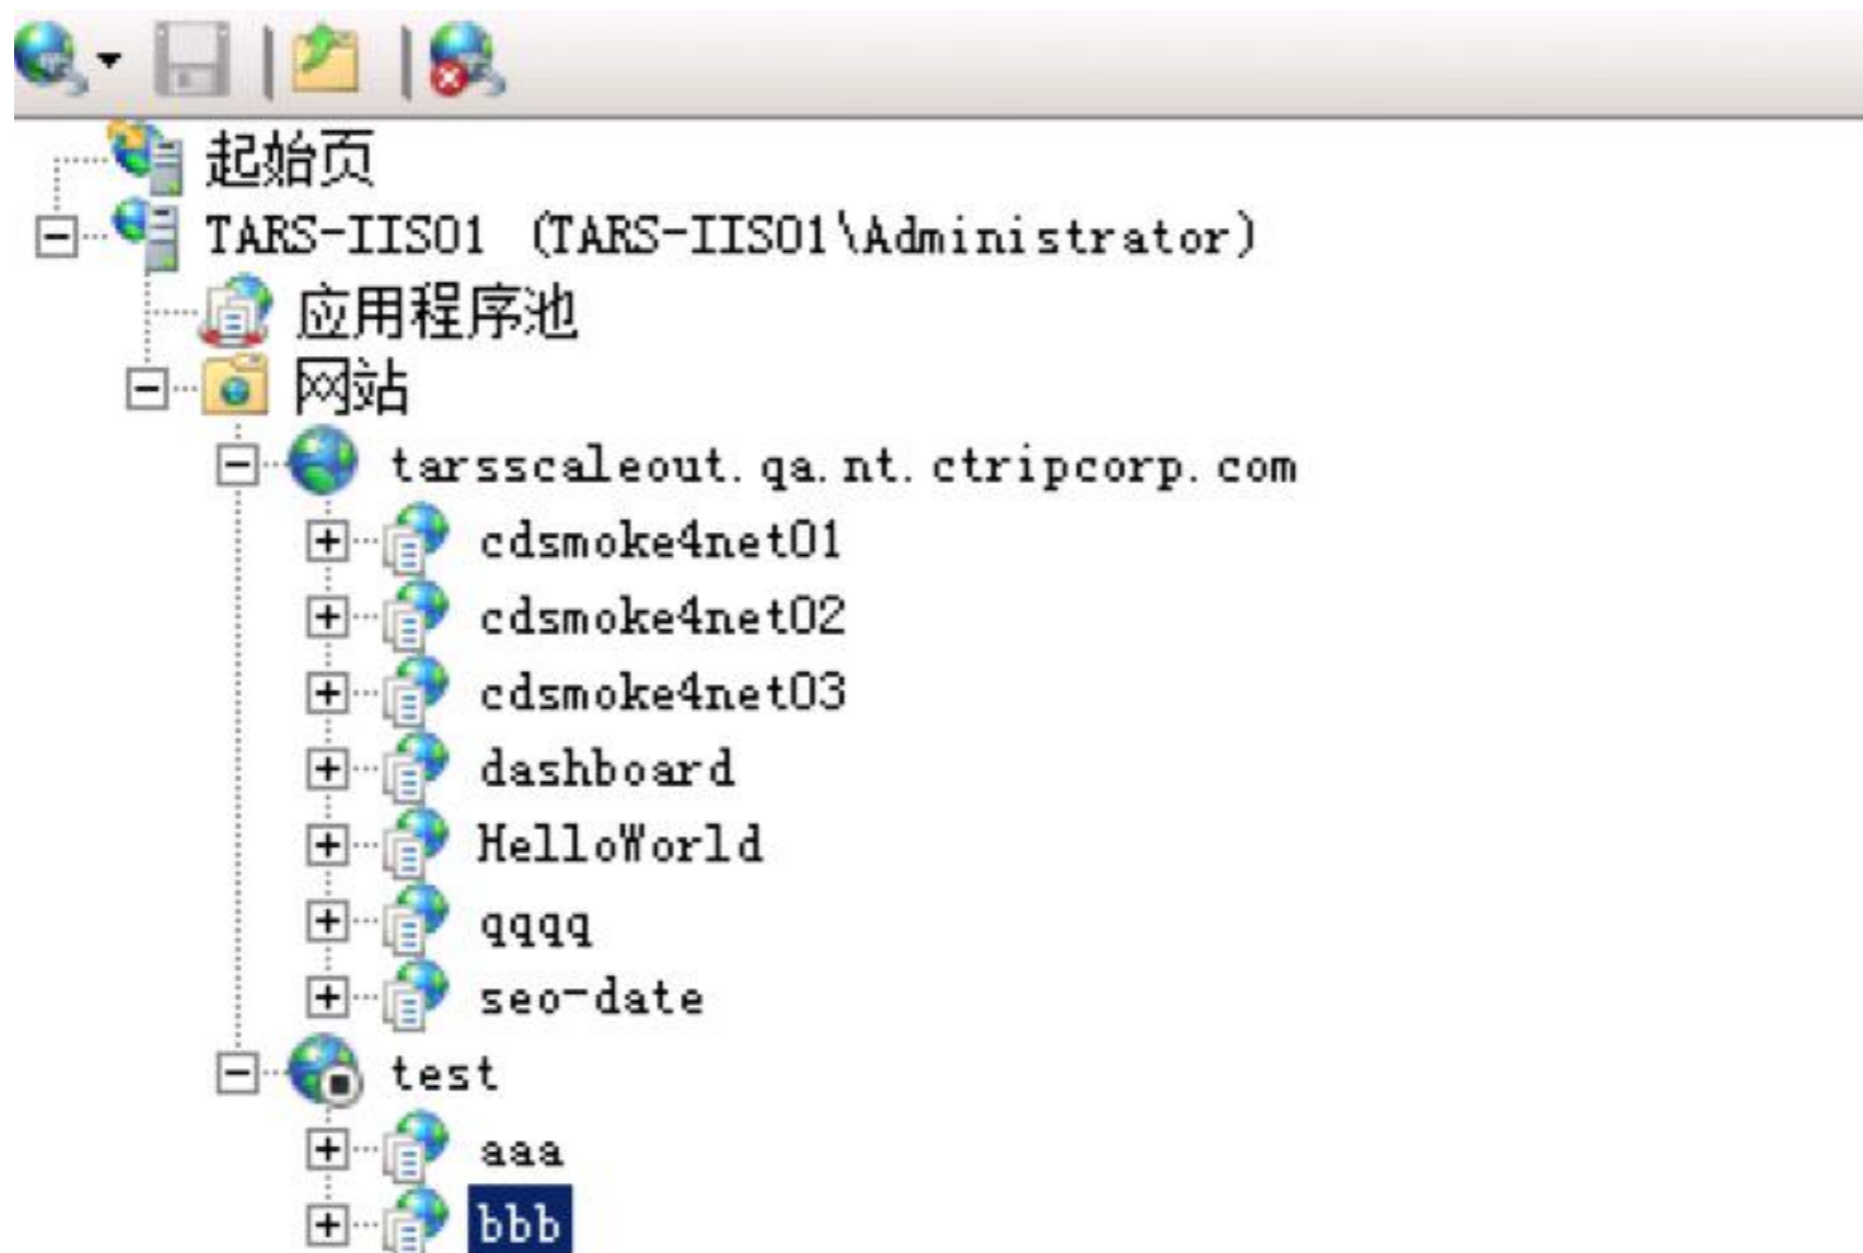 起始页
TARS-IIS01 (TARS-IIS01\Administrator)
应用程序池
网站
tarsscaleout.qa.nt.ctripcorp.com
cdsmoke4net01
cdsmoke4net02
cdsmoke4net03
dashboard
HelloWorld
qqqq
seo-date
test
aaa
bbb